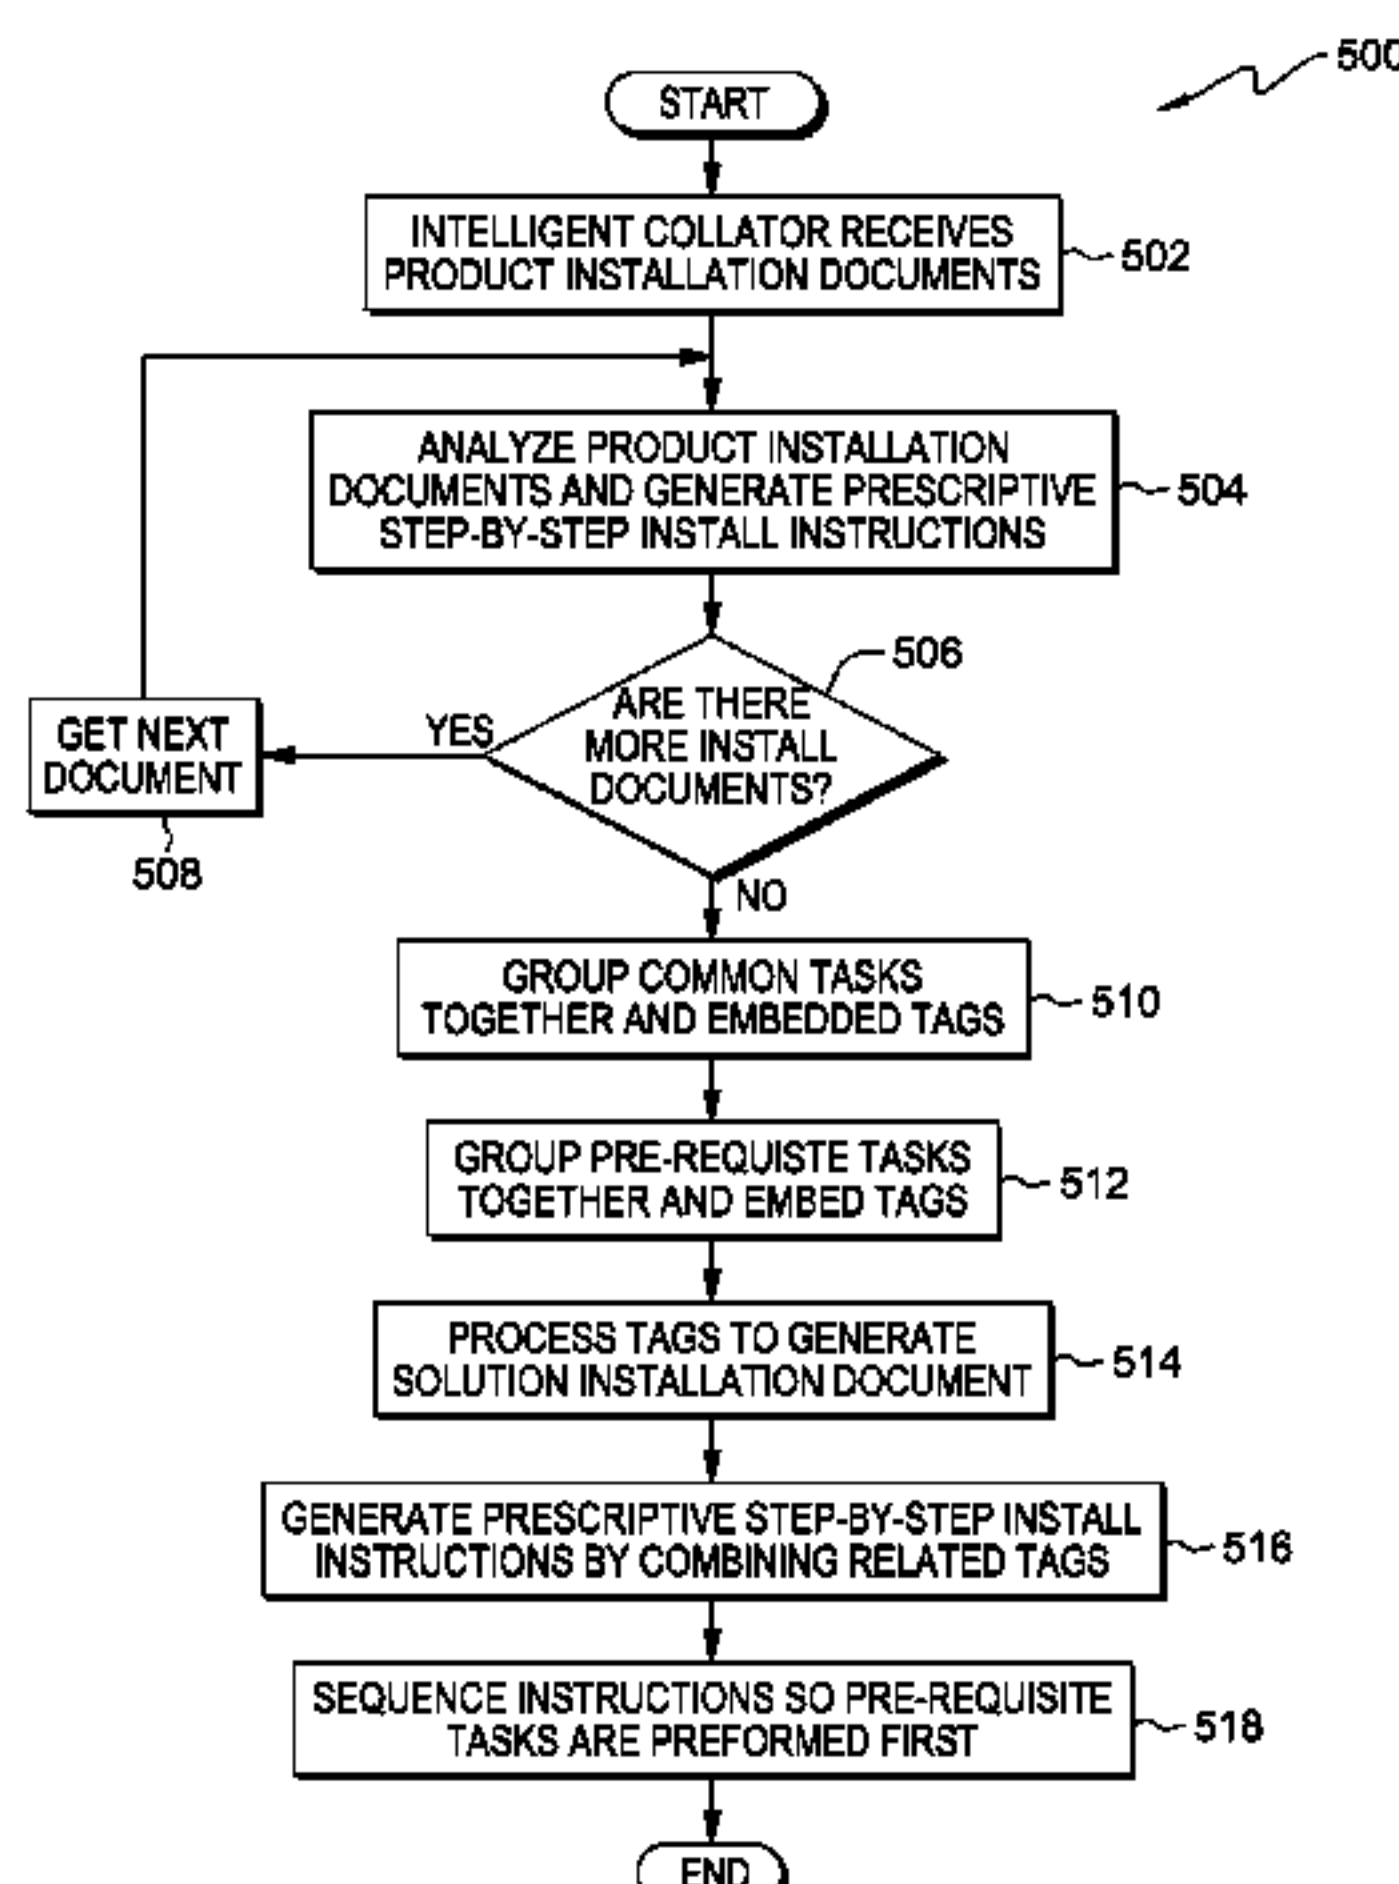 500
START
INTELLIGENT COLLATOR RECEIVES
PRODUCT INSTALLATION DOCUMENTS
502
ANALYZE PRODUCT INSTALLATION
DOCUMENTS AND GENERATE PRESCRIPTIVE
STEP-BY-STEP INSTALL INSTRUCTIONS
504
506
ARE THERE
MORE INSTALL
DOCUMENTS?
YES
GET NEXT
DOCUMENT
508
NO
GROUP COMMON TASKS
TOGETHER AND EMBEDDED TAGS
510
GROUP PRE-REQUISTE TASKS
TOGETHER AND EMBED TAGS
512
PROCESS TAGS TO GENERATE
SOLUTION INSTALLATION DOCUMENT
514
GENERATE PRESCRIPTIVE STEP-BY-STEP INSTALL
INSTRUCTIONS BY COMBINING RELATED TAGS
516
SEQUENCE INSTRUCTIONS SO PRE-REQUISITE
TASKS ARE PREFORMED FIRST
518
END